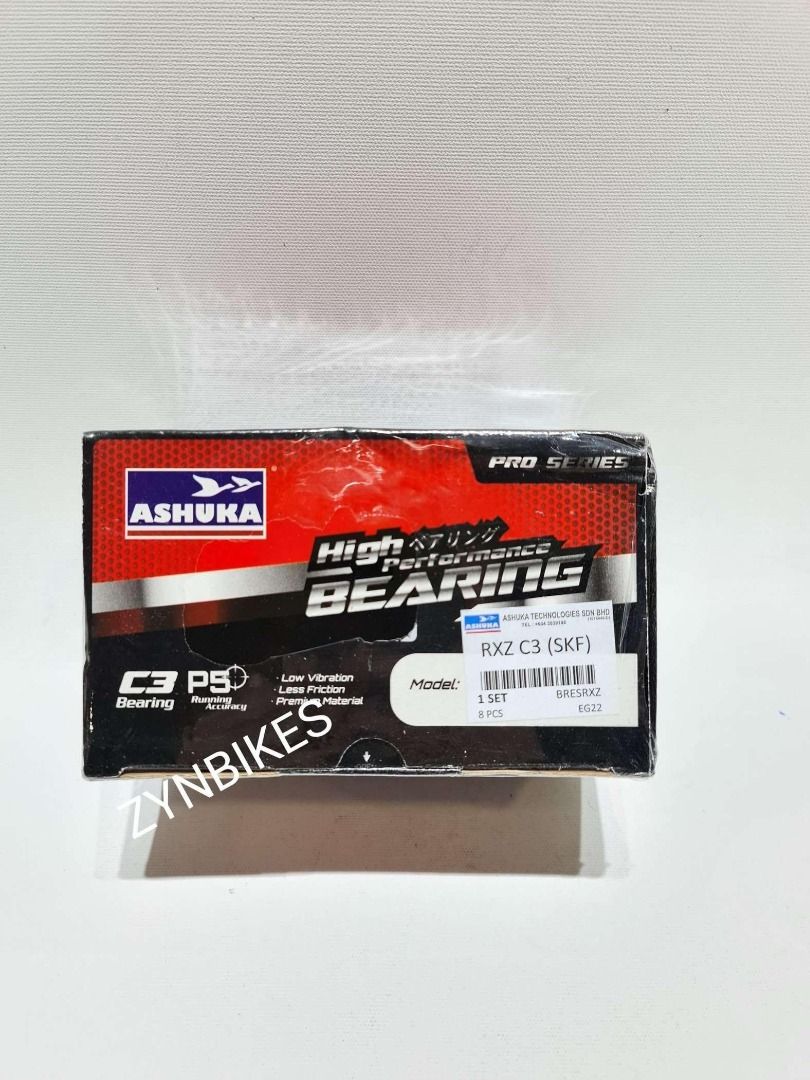 PRO SERIES
ASHUKA
High ベアリング
Performance
BEARING
ASHUKA TECHNOLOGIES SDN BHD
ASHUKA
RXZ C3 (SKF)
1 SET BRESRXZ
8 PCS EG22
Model:
C3
Bearing
P5
Running
Accuracy
· Low Vibration
· Less Friction
· Premium Material
ZYNBIKES